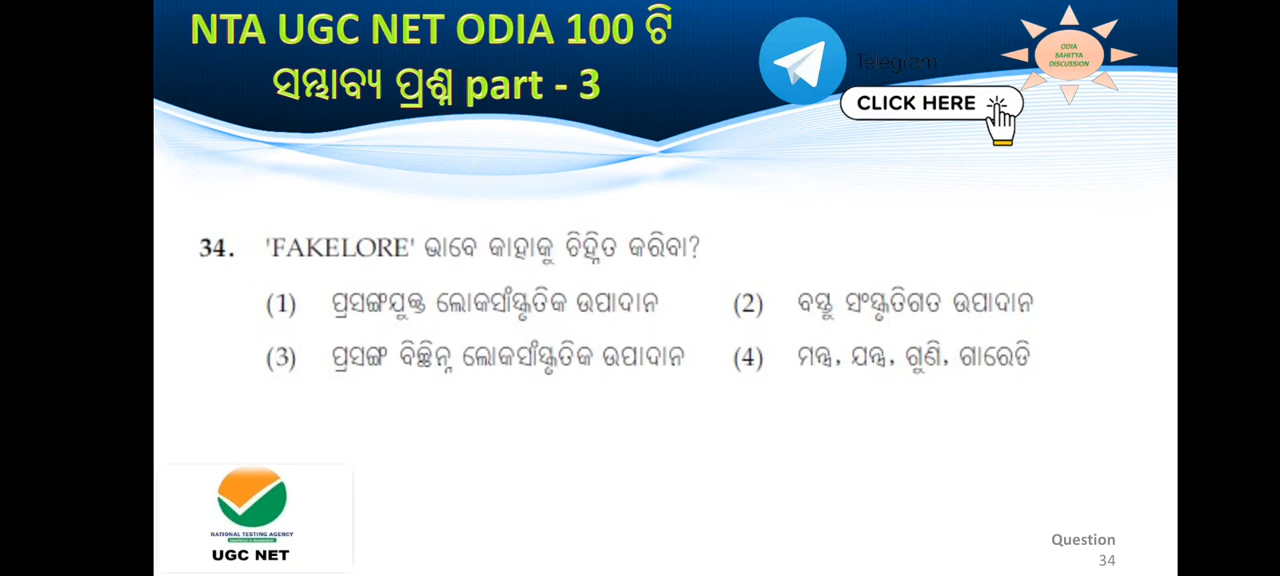 NTA UGC NET ODIA 100 ଟି
ସମ୍ଭାବ୍ୟ ପ୍ରଶ୍ନ part - 3
Telegram
CLICK HERE
ODIA
SAHITYA
DISCUSSION
34. 'FAKELORE' ଭାବେ କାହାକୁ ଚିହ୍ନିତ କରିବା?
(1) ପ୍ରସଙ୍ଗଯୁକ୍ତ ଲୋକସାଂସ୍କୃତିକ ଉପାଦାନ (2) ବସ୍ତୁ ସଂସ୍କୃତିଗତ ଉପାଦାନ
(3) ପ୍ରସଙ୍ଗ ବିଚ୍ଛିନ୍ନ ଲୋକସାଂସ୍କୃତିକ ଉପାଦାନ (4) ମନ୍ତ୍ର, ଯନ୍ତ୍ର, ଗୁଣି, ଗାରେଡି
NATIONAL TESTING AGENCY
UGC NET
Question
34